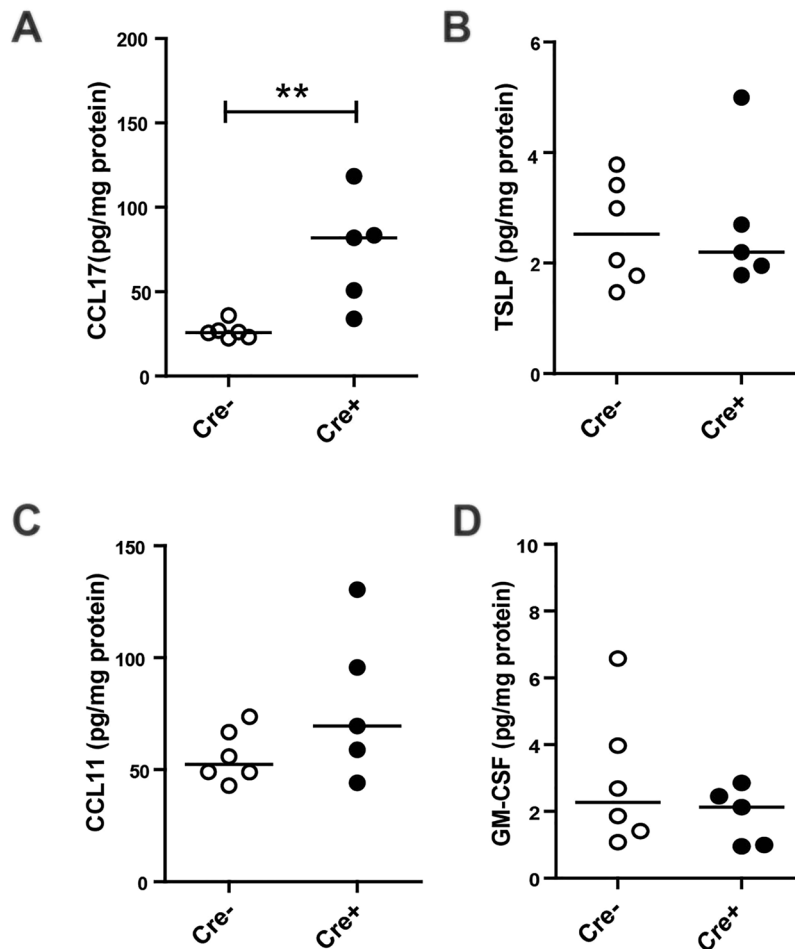 A
CCL17(pg/mg protein)
200
150
100
50
0
**
Cre-
Cre+
B
TSLP (pg/mg protein)
6
4
2
0
Cre-
Cre+
C
CCL11 (pg/mg protein)
150
100
50
0
Cre-
Cre+
D
GM-CSF (pg/mg protein)
10
8
6
4
2
0
Cre-
Cre+